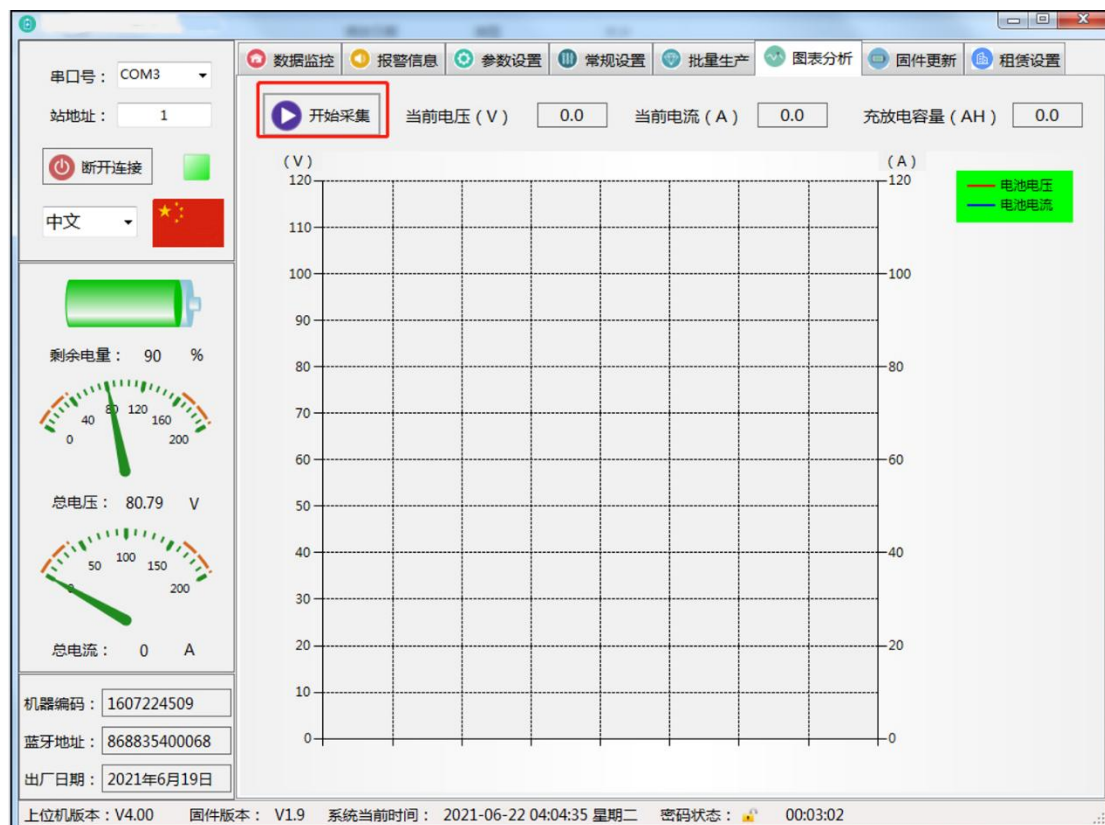 数据监控 报警信息 参数设置 常规设置 批量生产 图表分析 固件更新 租赁设置
串口号： COM3
站地址： 1
断开连接
中文
剩余电量： 90 %
0 40 80 120 160 200
总电压： 80.79 V
0 50 100 150 200
总电流： 0 A
机器编码： 1607224509
蓝牙地址： 868835400068
出厂日期： 2021年6月19日
开始采集 当前电压（V） 0.0 当前电流（A） 0.0 充放电容量（AH） 0.0
（V） （A）
120 120
110
100 100
90
80 80
70
60 60
50
40 40
30
20 20
10
0 0
电池电压
电池电流
上位机版本：V4.00 固件版本： V1.9 系统当前时间： 2021-06-22 04:04:35 星期二 密码状态： 00:03:02